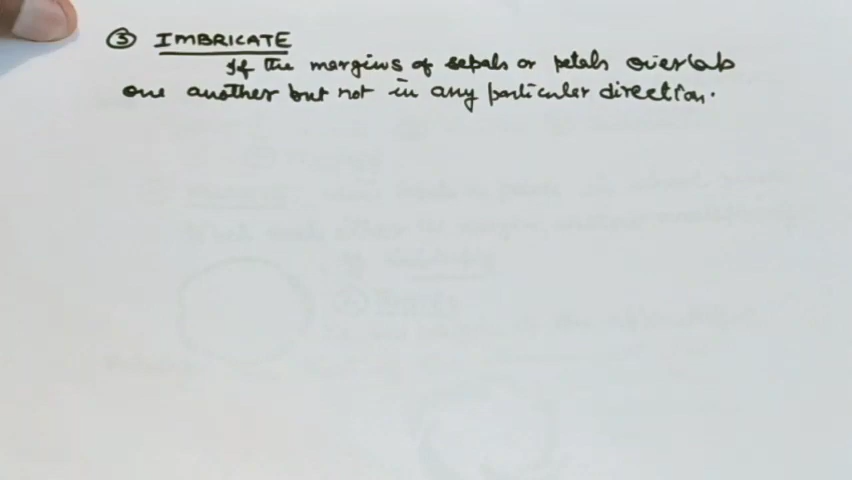 ③ IMBRICATE
If the margins of sepals or petals overlap
one another but not in any particular direction.